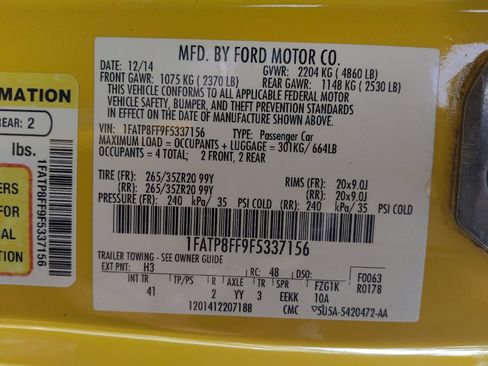 MFD. BY FORD MOTOR CO.
12/14
GVWR: 2204 KG ( 4860 LB)
FRONT GAWR: 1075 KG ( 2370 LB)
REAR GAWR: 1148 KG ( 2530 LB)
THIS VEHICLE CONFORMS TO ALL APPLICABLE FEDERAL MOTOR
VEHICLE SAFETY, BUMPER, AND THEFT PREVENTION STANDARDS
IN EFFECT ON THE DATE OF MANUFACTURE SHOWN ABOVE.
VIN: 1FATP8FF9F5337156 TYPE: Passenger Car
MAXIMUM LOAD = OCCUPANTS + LUGGAGE = 301KG/664LB
OCCUPANTS = 4 TOTAL; 2 FRONT, 2 REAR
TIRE (FR): 265/35ZR20 99Y RIMS (FR): 20x9.0J
(RR): 265/35ZR20 99Y (RR): 20x9.0J
PRESSURE (FR): 240 kPa/ 35 PSI COLD (RR): 240 kPa/ 35 PSI COLD
1FATP8FF9F5337156
TRAILER TOWING - SEE OWNER GUIDE
EXT PNT: H3 RC: 48 DSO: F0063
R0178
INT TR TP/PS R AXLE TR SPR FZG1K
41 2 YY 3 EEKK 10A
1201412207188 CMC
5U5A-5420472-AA
RMATION
REAR: 2
lbs.
ERS
FOR
NAL
ON
1FATP8FF9F5337156